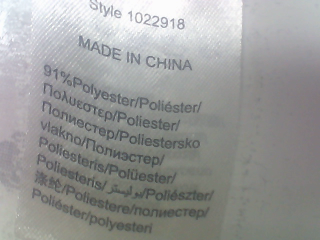 Style 1022918
MADE IN CHINA
91%Polyester/Poliéster/
Πολυεστερ/Poliester/
Полиестер/Poliestersko
vlakno/Полиэстер/
Poliesteris/Polüester/
Poliesteris/بوليستر/Poliészter/
涤纶/Poliestere/полиестер/
Poliéster/polyesteri